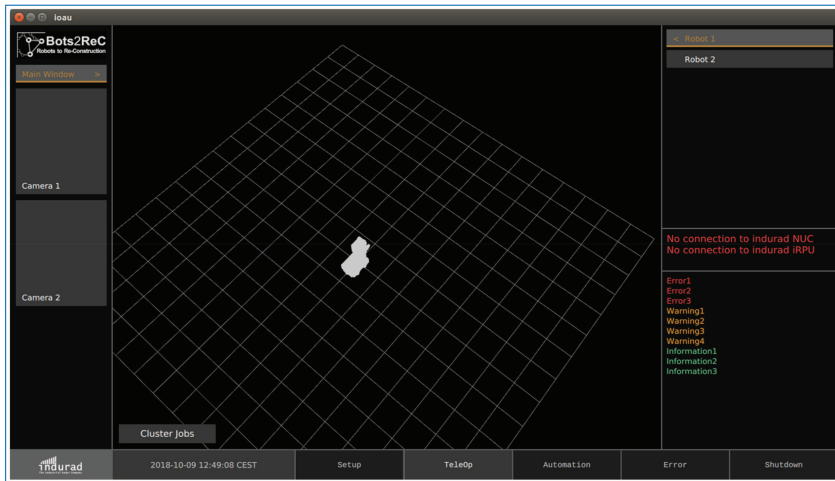 ioau
Bots2ReC
Robots to Re-Construction
Main Window >
Camera 1
Camera 2
Cluster Jobs
< Robot 1
Robot 2
No connection to indurad NUC
No connection to indurad iRPU
Error1
Error2
Error3
Warning1
Warning2
Warning3
Warning4
Information1
Information2
Information3
indurad
2018-10-09 12:49:08 CEST
Setup
TeleOp
Automation
Error
Shutdown